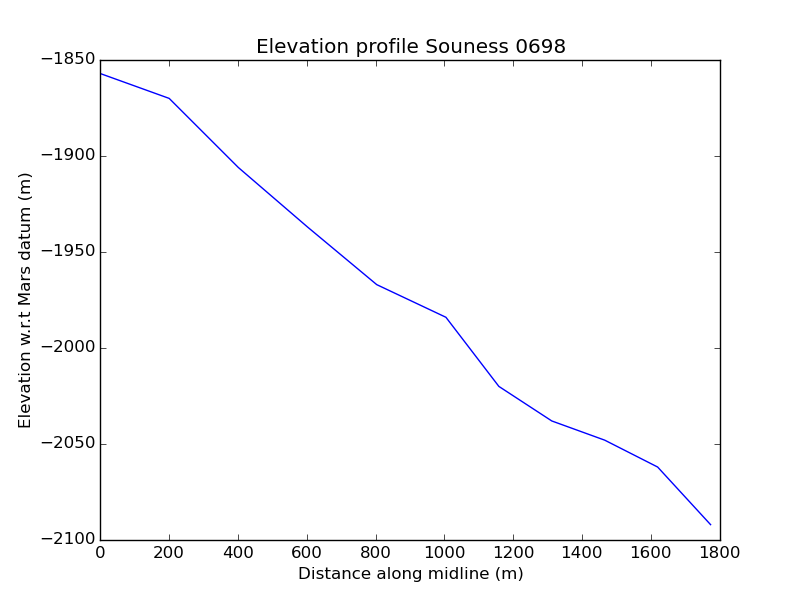 Elevation profile Souness 0698
−1850
−1900
−1950
−2000
−2050
−2100
Elevation w.r.t Mars datum (m)
0 200 400 600 800 1000 1200 1400 1600 1800
Distance along midline (m)